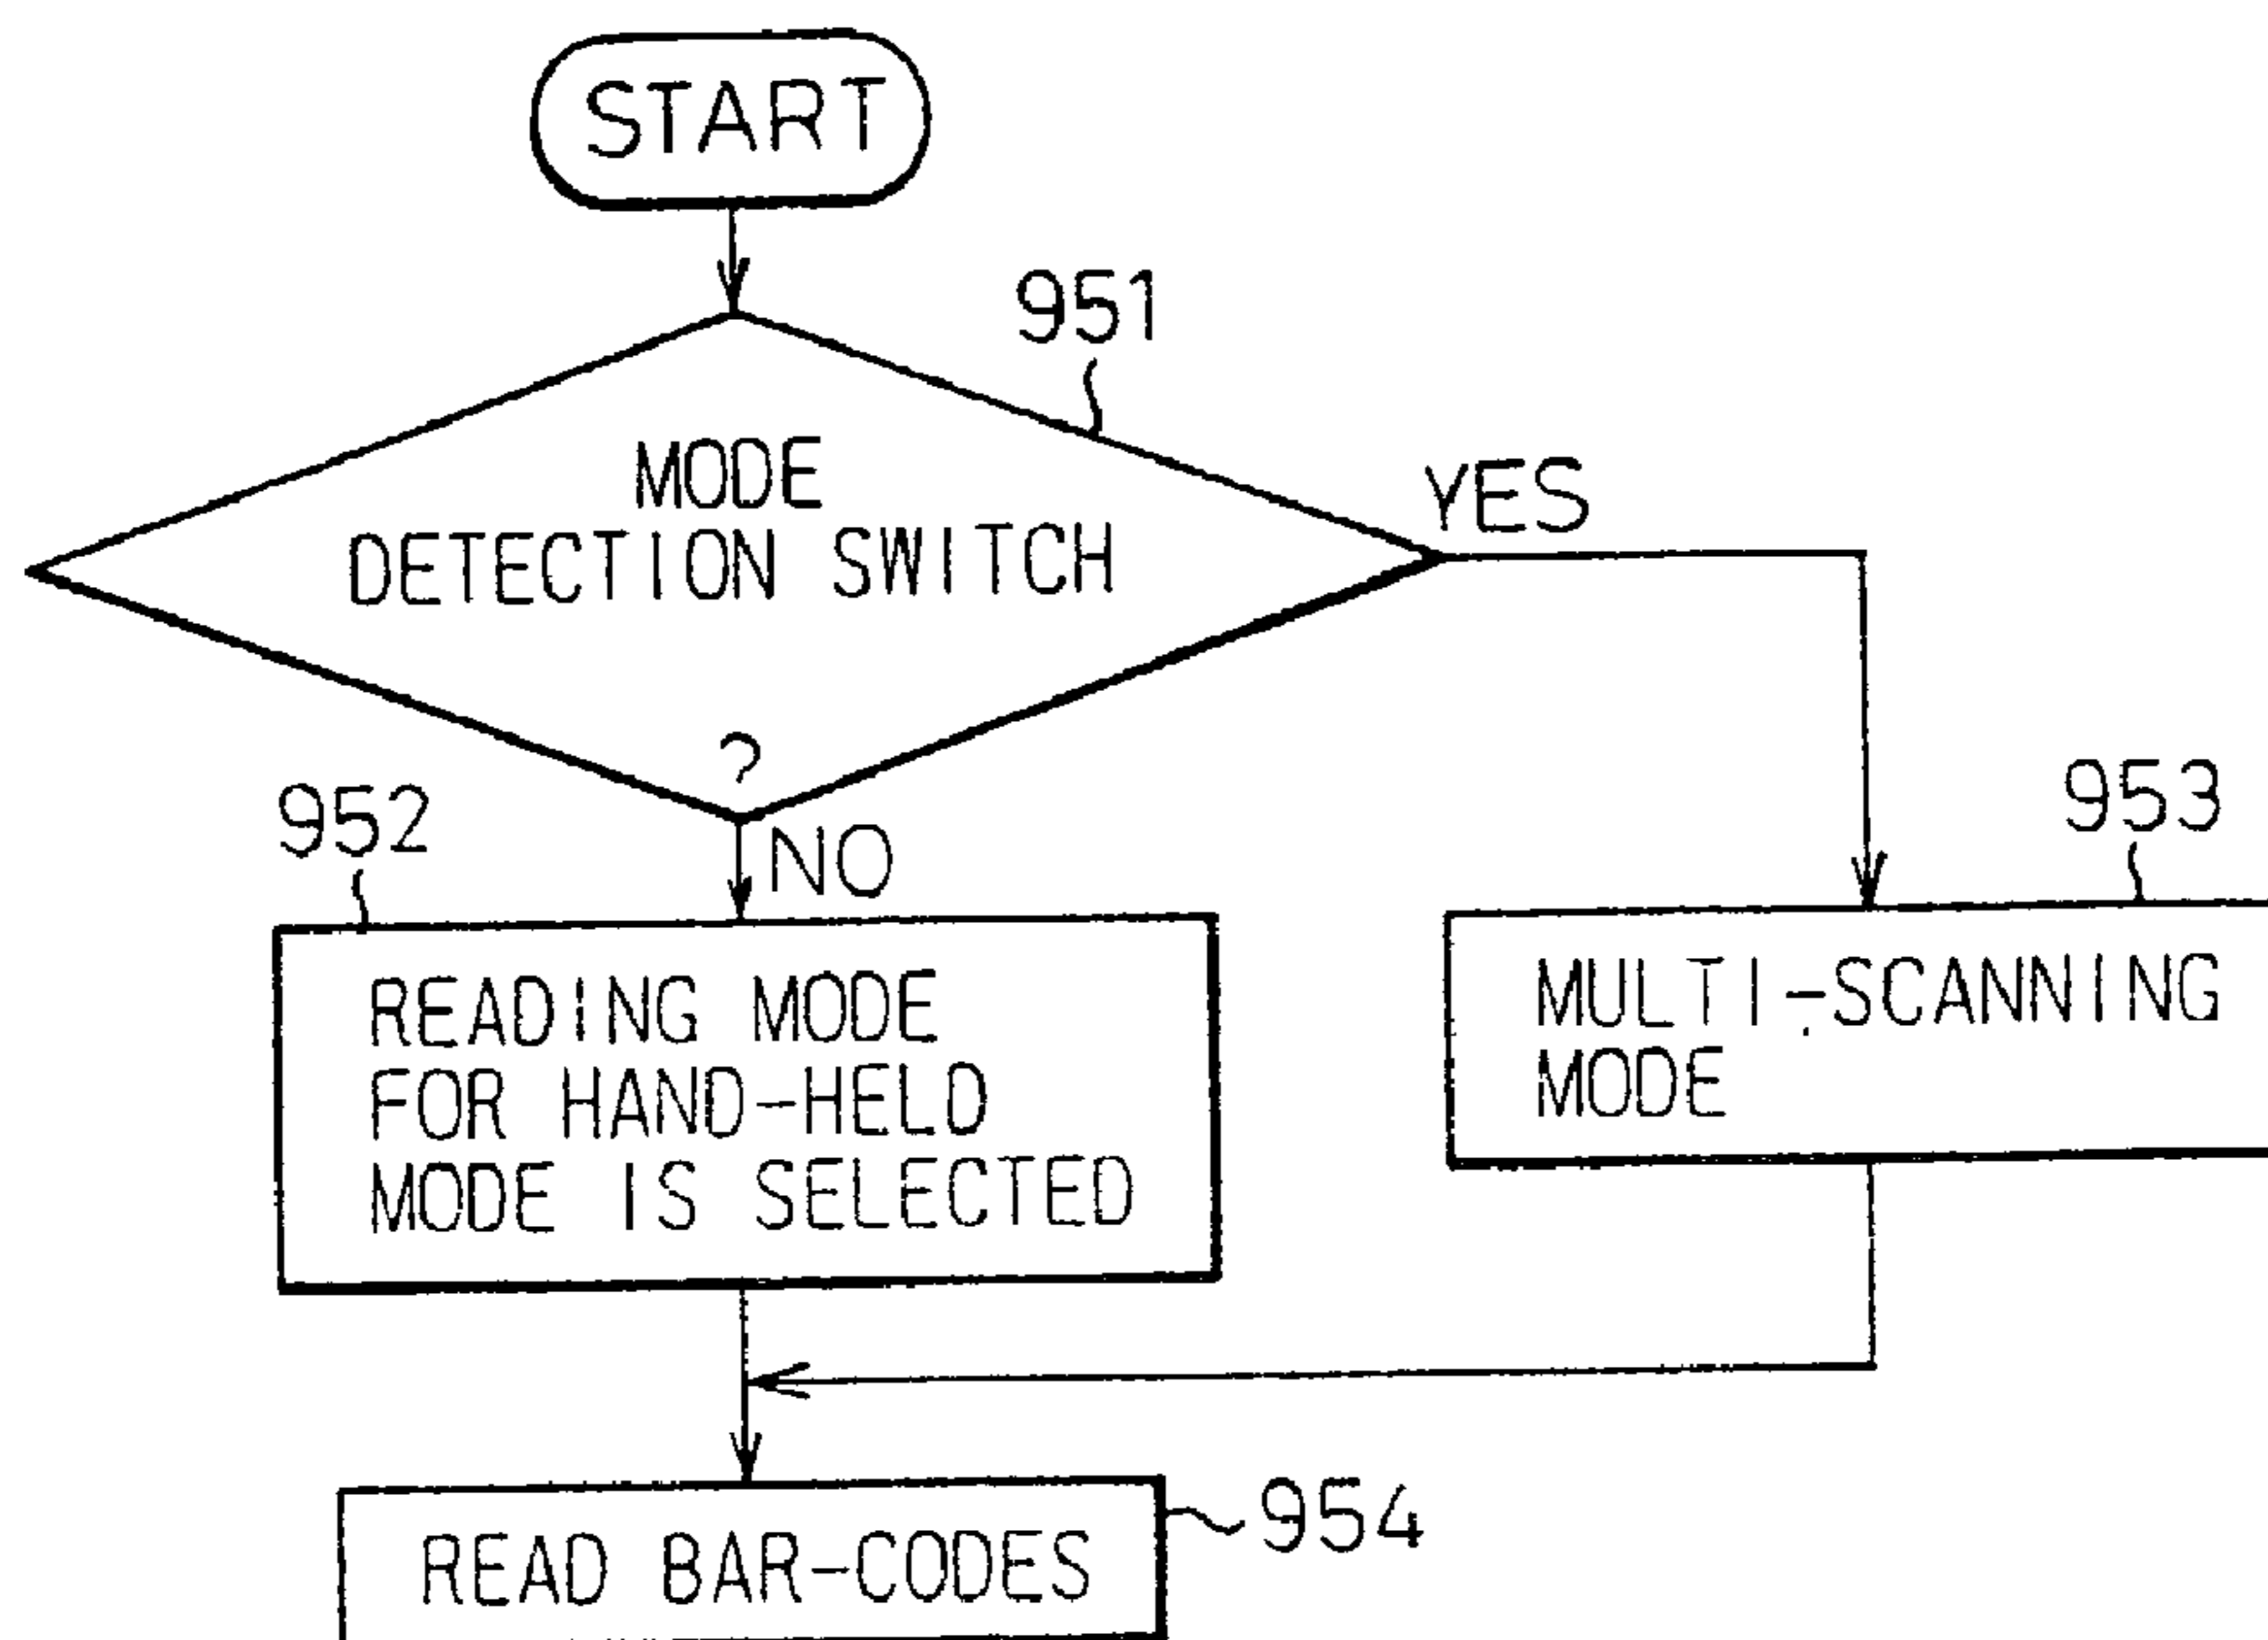 START
951
MODE
DETECTION SWITCH
?
YES
952
NO
953
READING MODE
FOR HAND-HELD
MODE IS SELECTED
MULTI-SCANNING
MODE
READ BAR-CODES
954